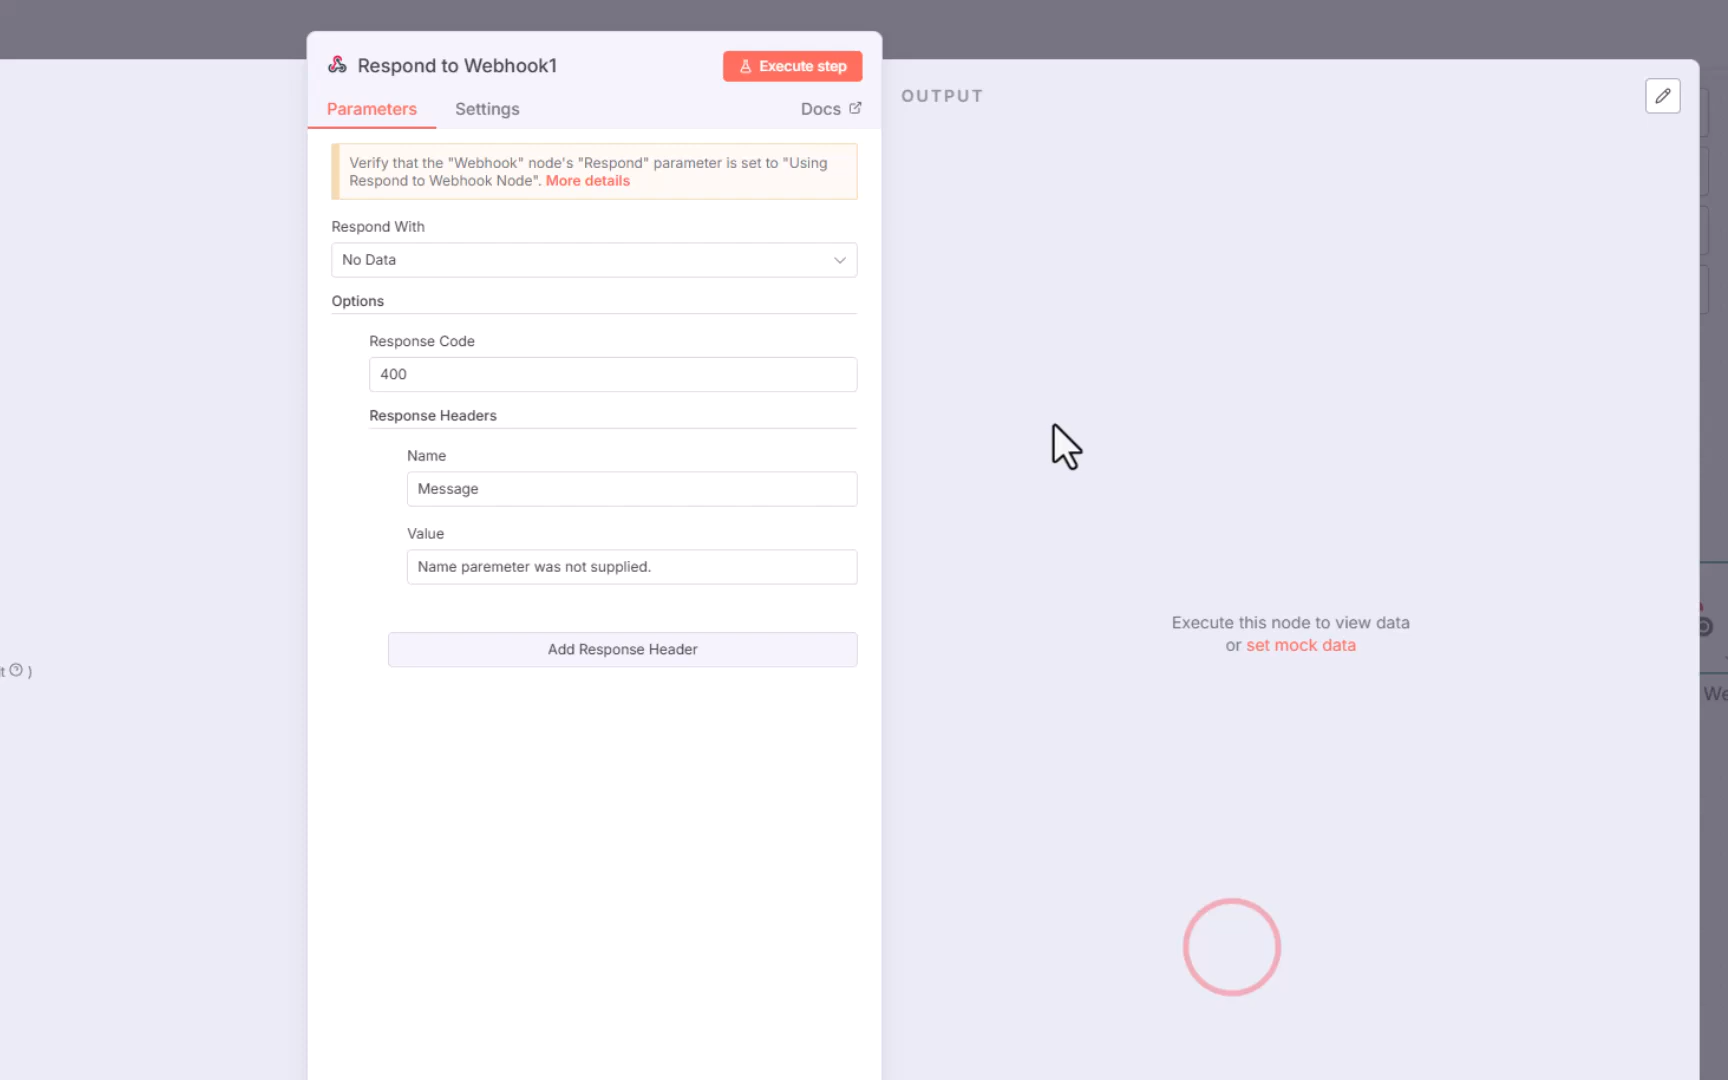 Respond to Webhook1
Execute step
Parameters
Settings
Docs
Verify that the "Webhook" node's "Respond" parameter is set to "Using
Respond to Webhook Node". More details
Respond With
No Data
Options
Response Code
400
Response Headers
Name
Message
Value
Name paremeter was not supplied.
Add Response Header
OUTPUT
Execute this node to view data
or set mock data